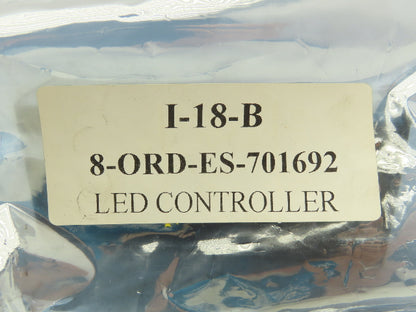 I-18-B
8-ORD-ES-701692
LED CONTROLLER